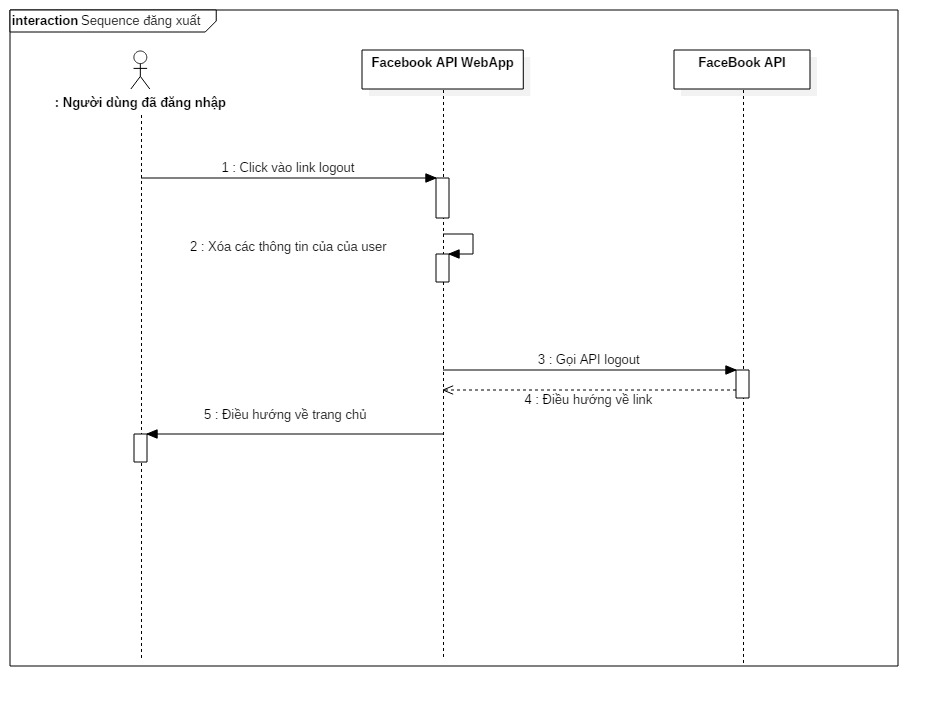 interaction Sequence đăng xuất
Facebook API WebApp
FaceBook API
: Người dùng đã đăng nhập
1 : Click vào link logout
2 : Xóa các thông tin của của user
3 : Gọi API logout
4 : Điều hướng về link
5 : Điều hướng về trang chủ